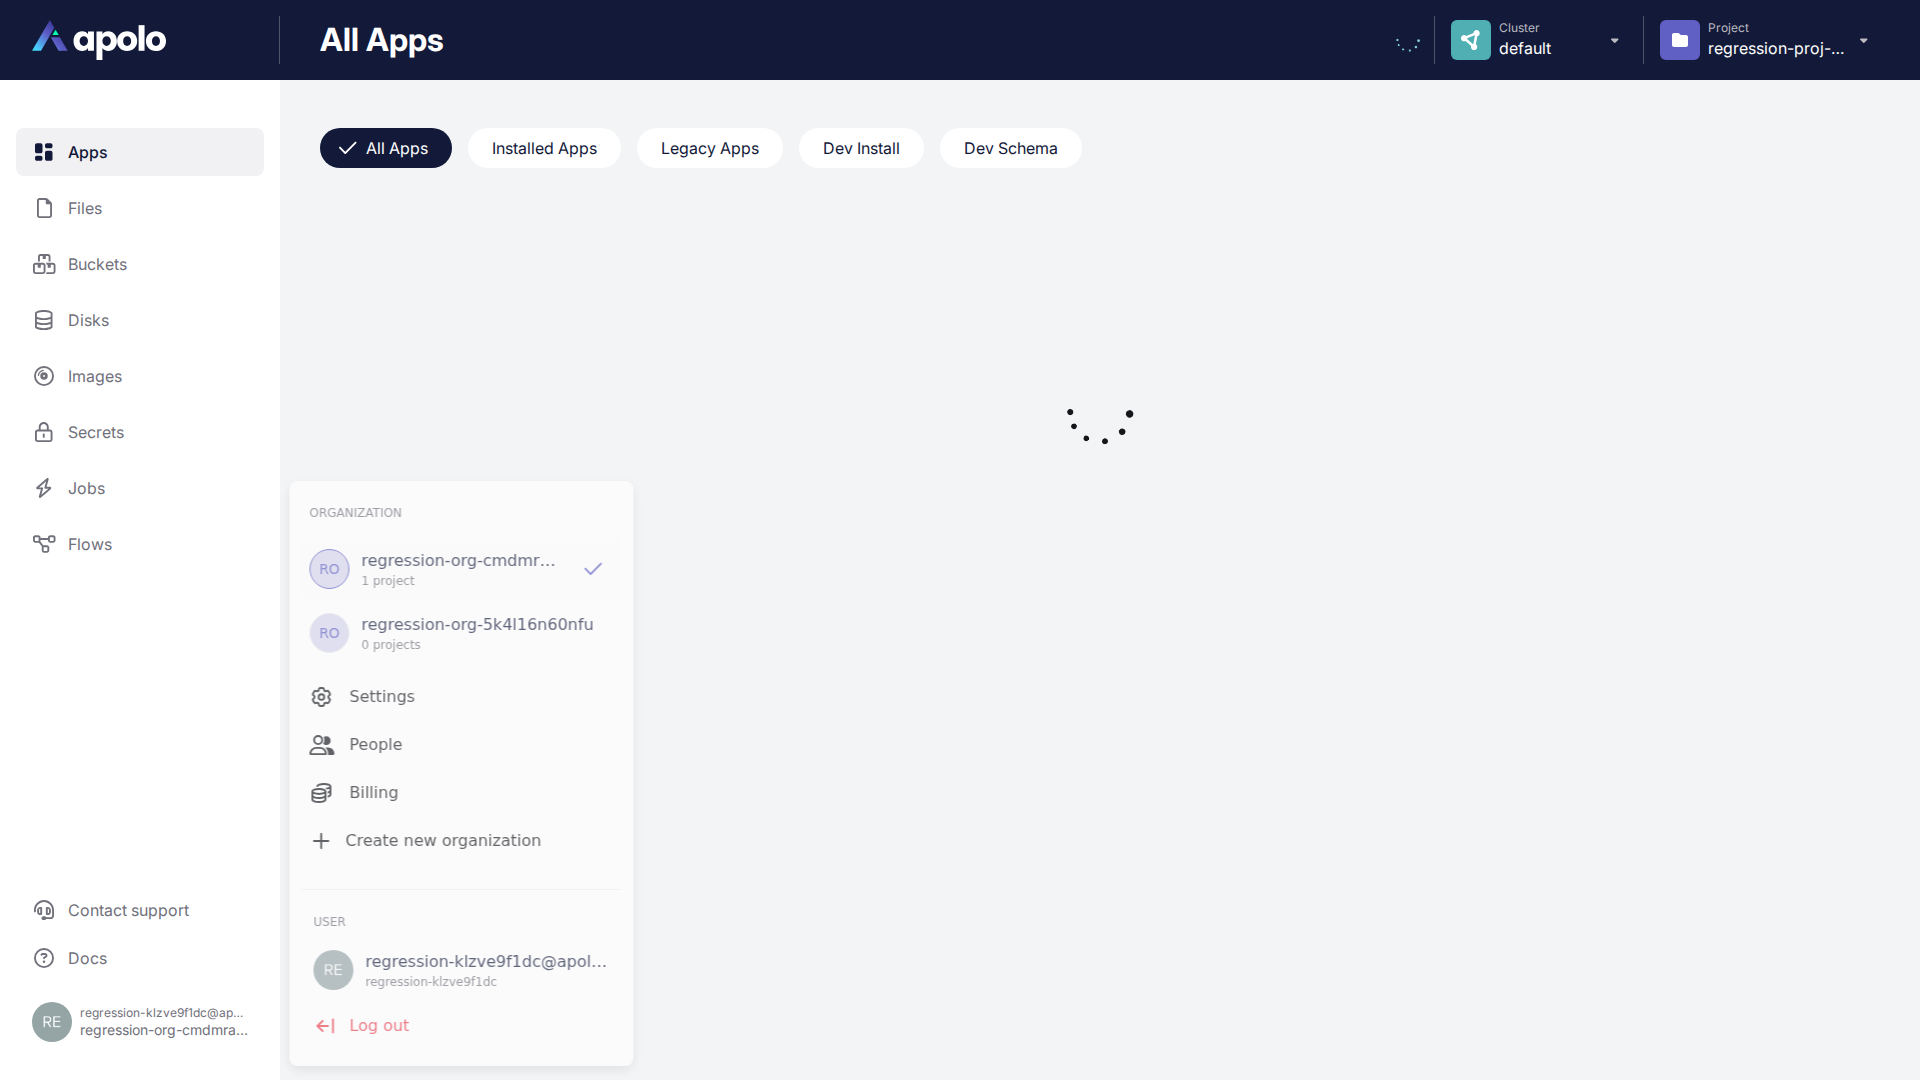 apolo
All Apps
Cluster
default
Project
regression-proj-...
Apps
Files
Buckets
Disks
Images
Secrets
Jobs
Flows
Contact support
Docs
RE
regression-klzve9f1dc@ap...
regression-org-cmdmra...
All Apps
Installed Apps
Legacy Apps
Dev Install
Dev Schema
ORGANIZATION
RO
regression-org-cmdmr...
1 project
RO
regression-org-5k4l16n60nfu
0 projects
Settings
People
Billing
Create new organization
USER
RE
regression-klzve9f1dc@apol...
regression-klzve9f1dc
Log out